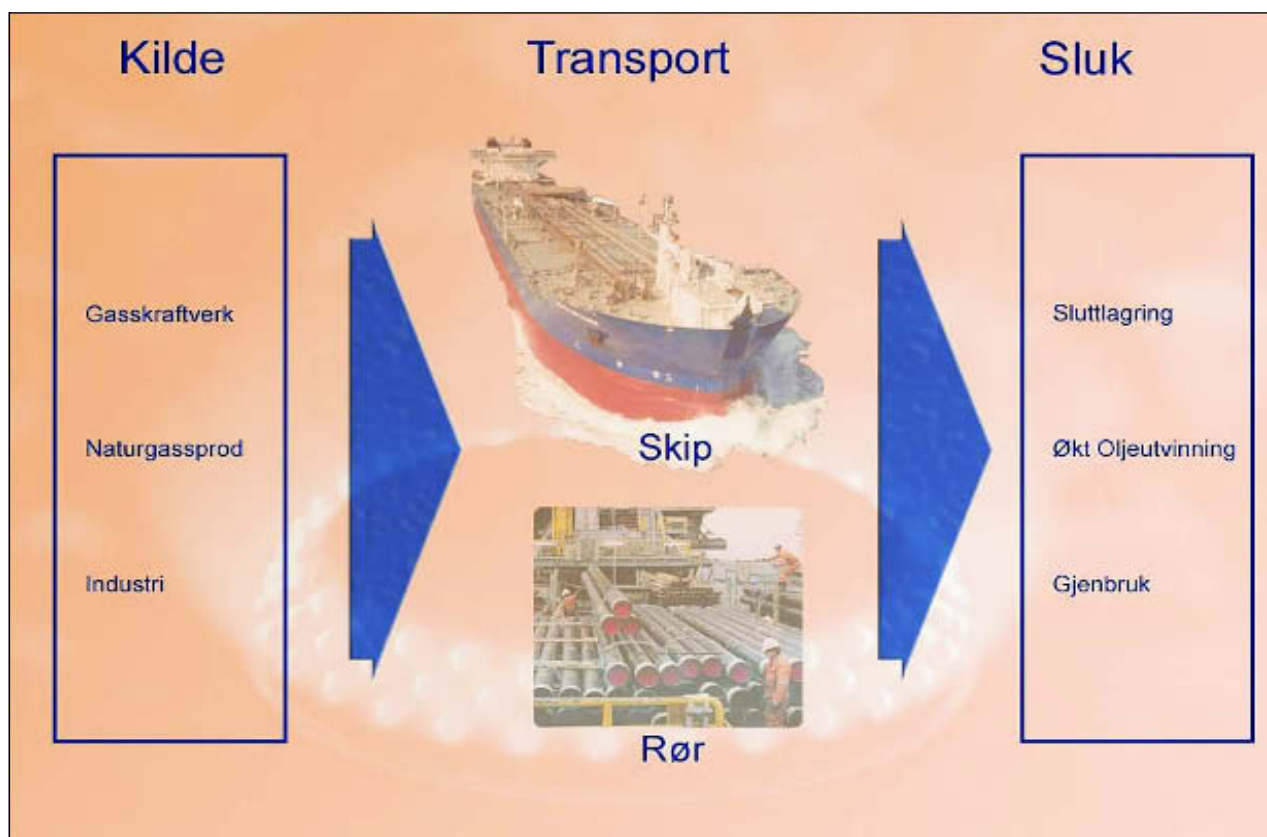 Kilde
Transport
Sluk
Gasskraftverk
Naturgassprod
Industri
Skip
Rør
Sluttlagring
Økt Oljeutvinning
Gjenbruk